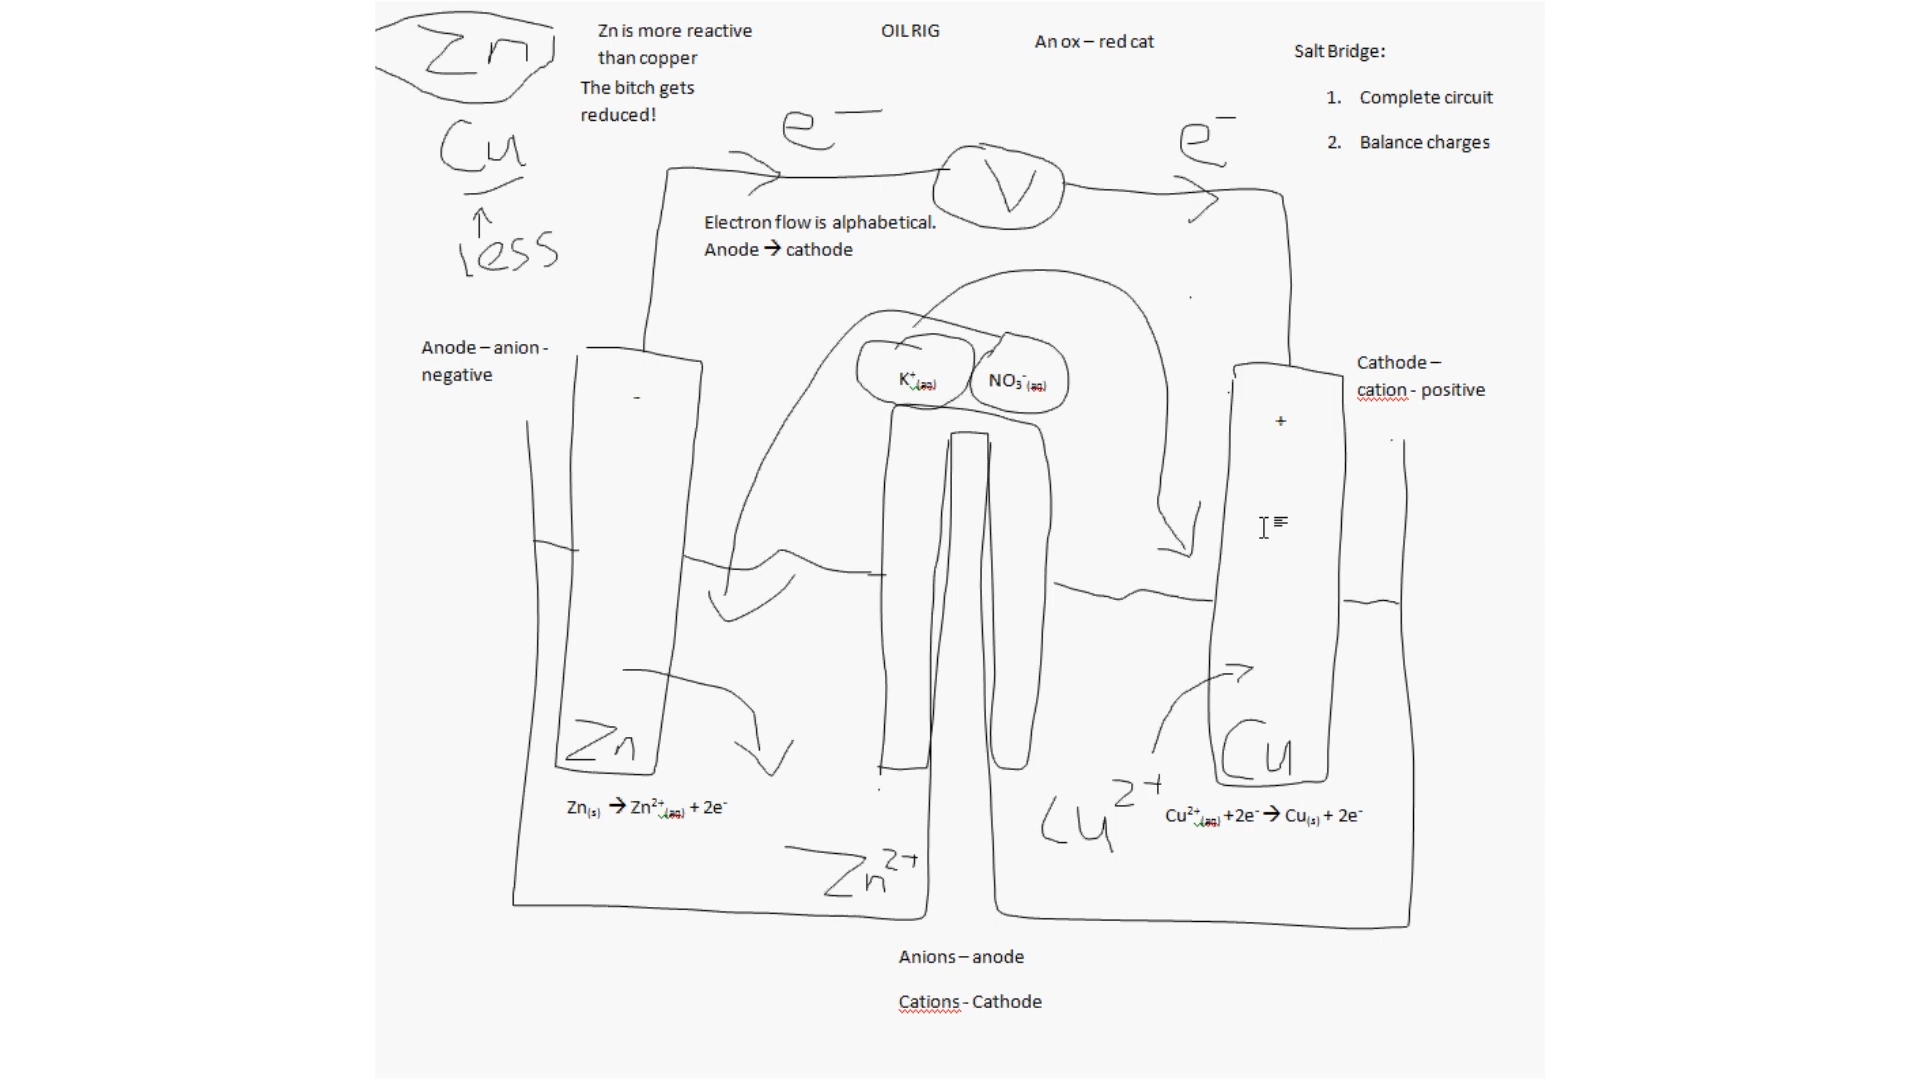 Zn
Cu
↑
less
Zn is more reactive
than copper
The bitch gets
reduced!
OIL RIG
An ox – red cat
Salt Bridge:
1. Complete circuit
2. Balance charges
e⁻
e⁻
V
Electron flow is alphabetical.
Anode → cathode
Anode – anion -
negative
-
K⁺(aq)
NO₃⁻(aq)
Cathode –
cation - positive
+
Zn
Zn(s) → Zn²⁺(aq) + 2e⁻
Zn²⁺
Cu
Cu²⁺
Cu²⁺(aq) +2e⁻ → Cu(s) + 2e⁻
Anions – anode
Cations - Cathode